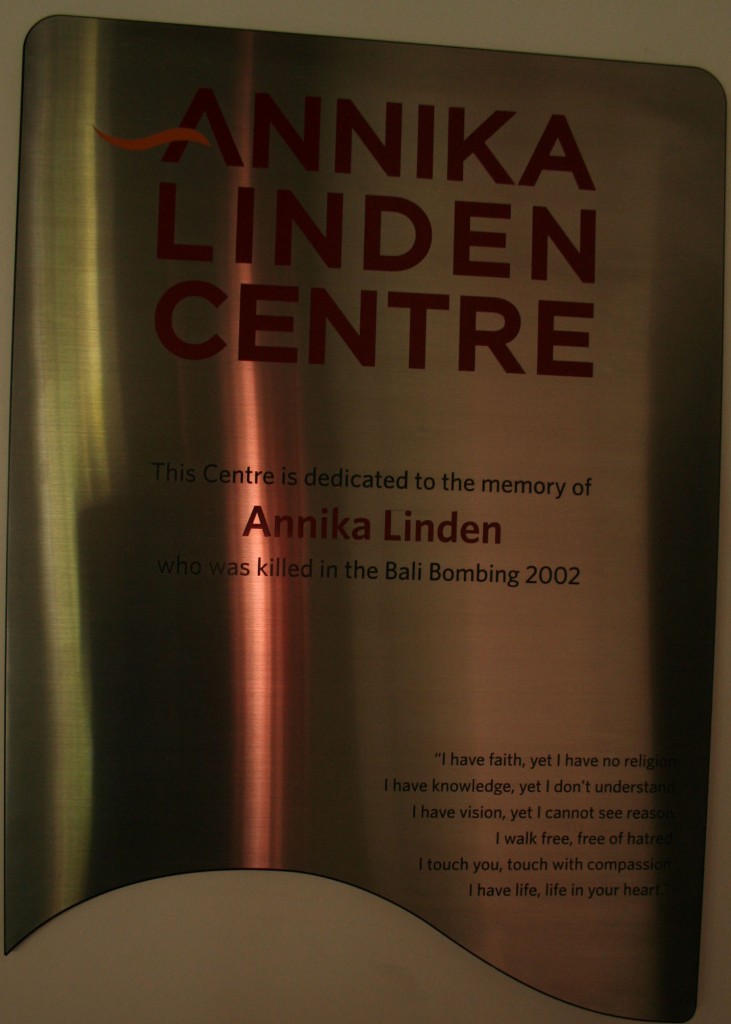 ANNIKA
LINDEN
CENTRE
This Centre is dedicated to the memory of
Annika Linden
who was killed in the Bali Bombing 2002
"I have faith, yet I have no religion
I have knowledge, yet I don't understand
I have vision, yet I cannot see reason
I walk free, free of hatred
I touch you, touch with compassion
I have life, life in your heart."